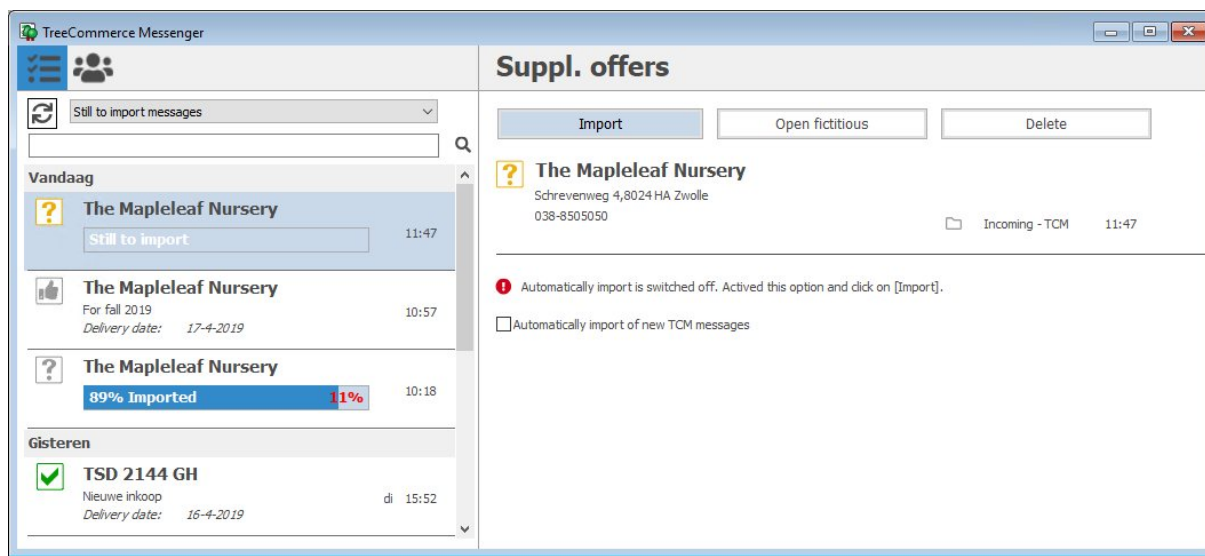 TreeCommerce Messenger
Still to import messages
Vandaag
The Mapleleaf Nursery
Still to import
11:47
The Mapleleaf Nursery
For fall 2019
10:57
Delivery date: 17-4-2019
The Mapleleaf Nursery
89% Imported 11%
10:18
Gisteren
TSD 2144 GH
Nieuwe inkoop
di 15:52
Delivery date: 16-4-2019
Suppl. offers
Import Open fictitious Delete
The Mapleleaf Nursery
Schrevenweg 4,8024 HA Zwolle
038-8505050
Incoming - TCM 11:47
Automatically import is switched off. Actived this option and click on [Import].
Automatically import of new TCM messages